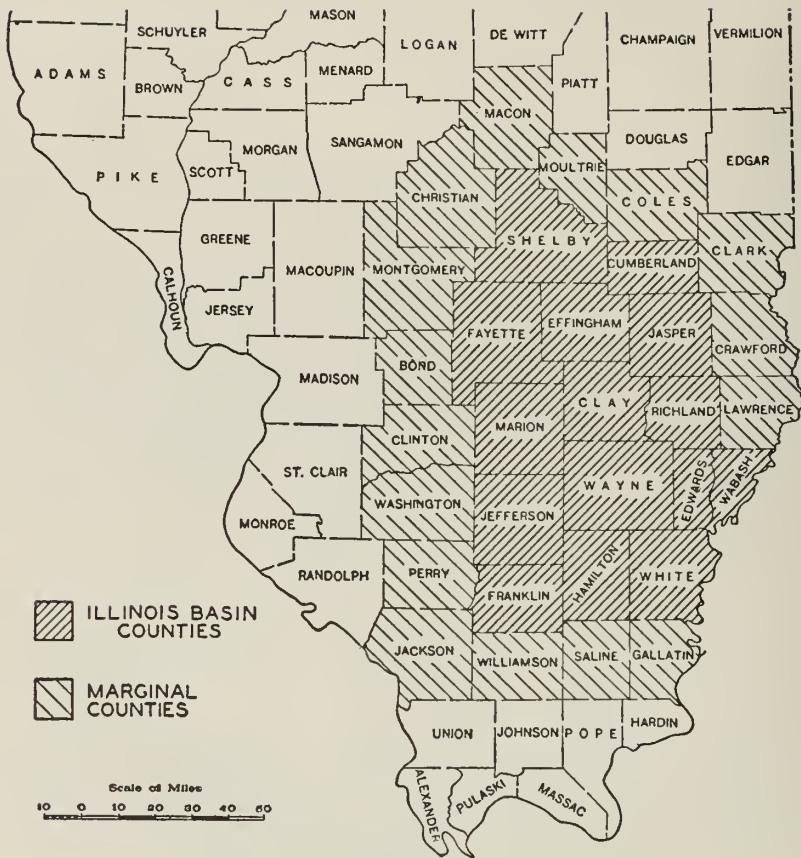 MASON
SCHUYLER
LOGAN
DE WITT
CHAMPAIGN
VERMILION
ADAMS
BROWN
CASS
MENARD
PIATT
MACON
SANGAMON
DOUGLAS
MORGAN
SCOTT
PIKE
CHRISTIAN
MOULTRIE
EDGAR
COLES
GREENE
SHELBY
CLARK
CALHOUN
MACOUPIN
MONTGOMERY
CUMBERLAND
JERSEY
FAYETTE
EFFINGHAM
JASPER
CRAWFORD
BOND
MADISON
CLAY
RICHLAND
LAWRENCE
MARION
CLINTON
ST. CLAIR
WAYNE
EDWARDS
WABASH
WASHINGTON
JEFFERSON
MONROE
RANDOLPH
PERRY
HAMILTON
WHITE
FRANKLIN
ILLINOIS BASIN
COUNTIES
JACKSON
WILLIAMSON
SALINE
GALLATIN
MARGINAL
COUNTIES
UNION
JOHNSON
POPE
HARDIN
ALEXANDER
PULASKI
MASSAC
Scale of Miles
10 0 10 20 30 40 50